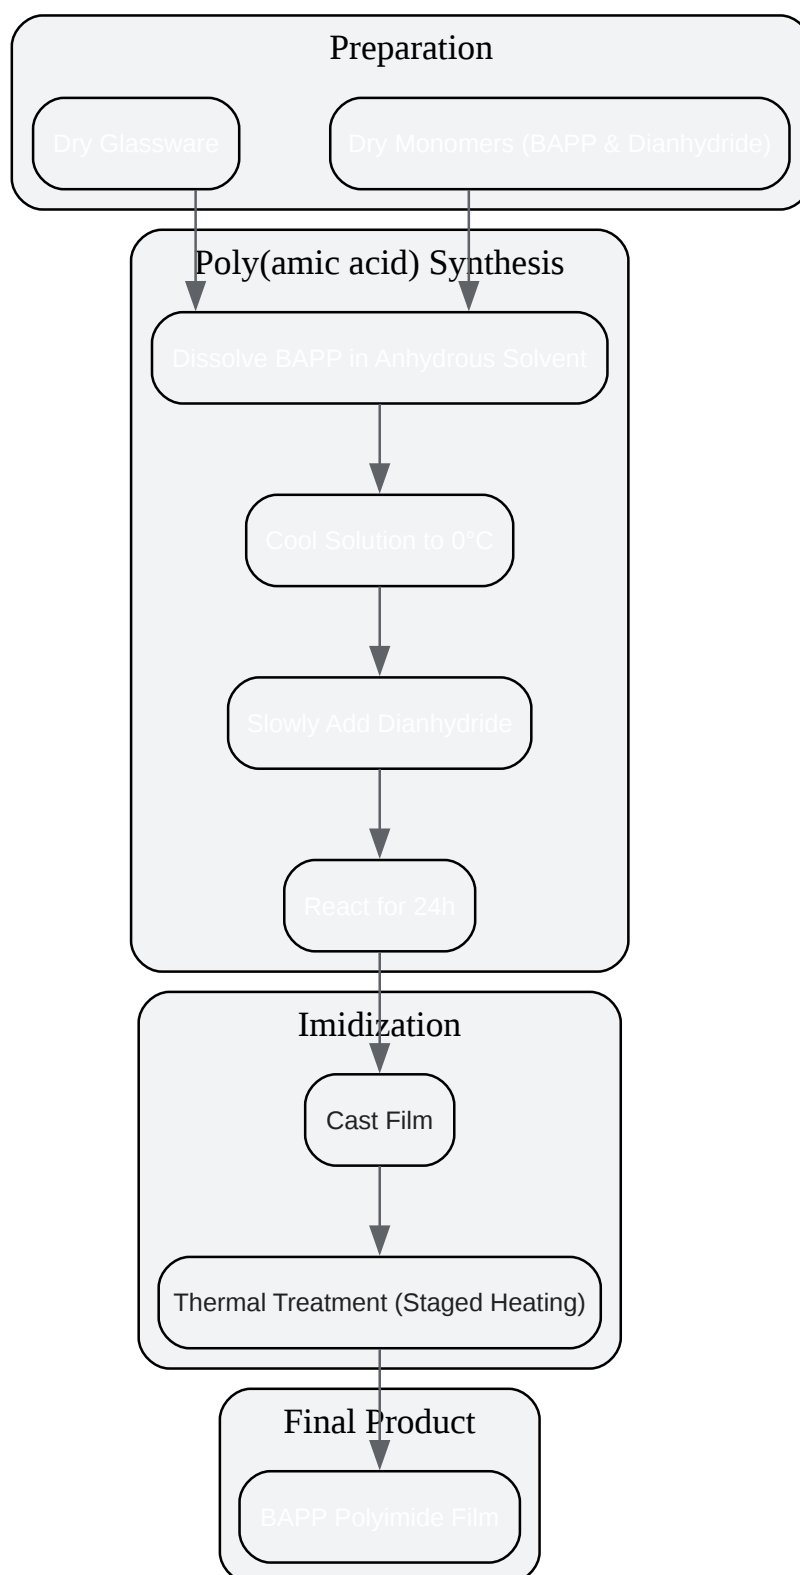 Preparation
Dry Glassware
Dry Monomers (BAPP & Dianhydride)
Poly(amic acid) Synthesis
Dissolve BAPP in Anhydrous Solvent
Cool Solution to 0°C
Slowly Add Dianhydride
React for 24h
Imidization
Cast Film
Thermal Treatment (Staged Heating)
Final Product
BAPP Polyimide Film